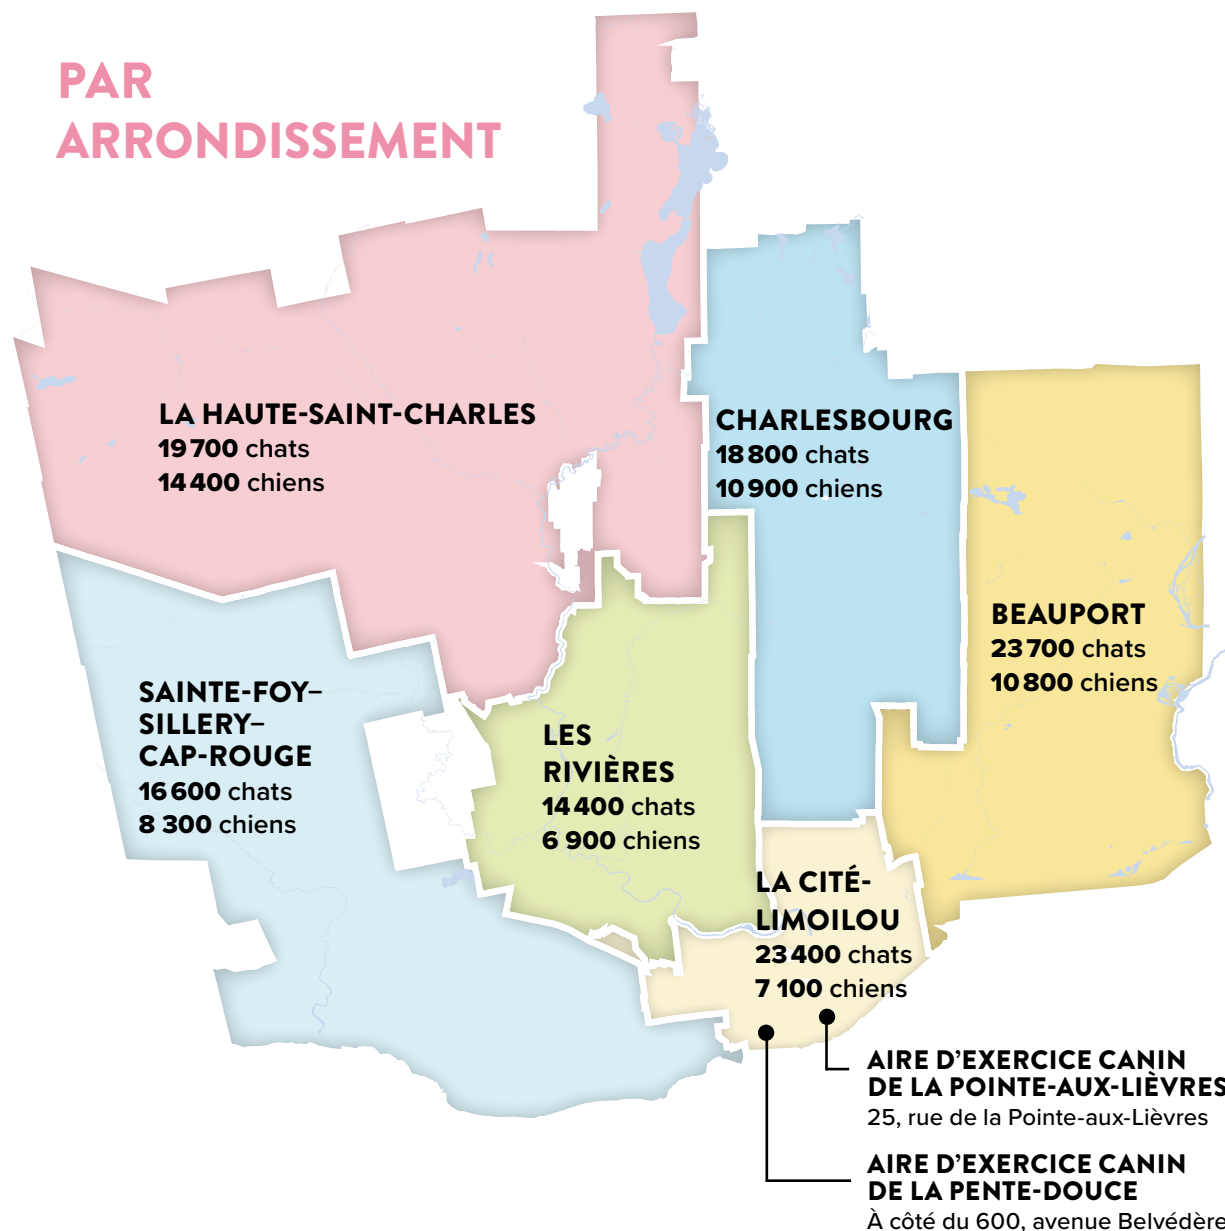 PAR
ARRONDISSEMENT
LA HAUTE-SAINT-CHARLES
19 700 chats
14 400 chiens
CHARLESBOURG
18 800 chats
10 900 chiens
BEAUPORT
23 700 chats
10 800 chiens
SAINTE-FOY–
SILLERY–
CAP-ROUGE
16 600 chats
8 300 chiens
LES
RIVIÈRES
14 400 chats
6 900 chiens
LA CITÉ-
LIMOILOU
23 400 chats
7 100 chiens
AIRE D’EXERCICE CANIN
DE LA POINTE-AUX-LIÈVRES
25, rue de la Pointe-aux-Lièvres
AIRE D’EXERCICE CANIN
DE LA PENTE-DOUCE
À côté du 600, avenue Belvédère